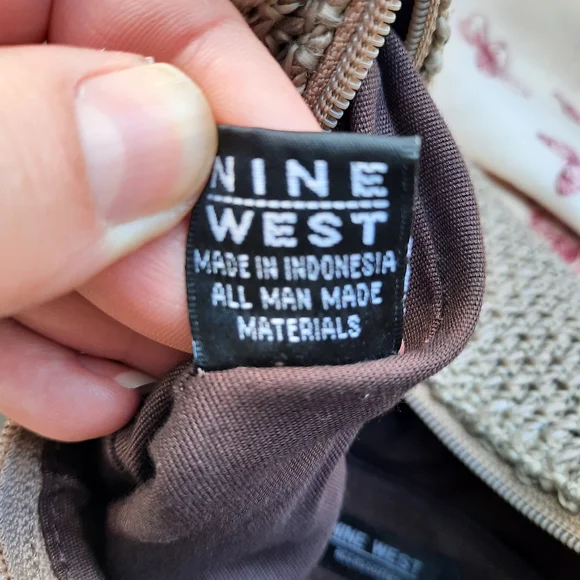 NINE
WEST
MADE IN INDONESIA
ALL MAN MADE
MATERIALS
NINE WEST